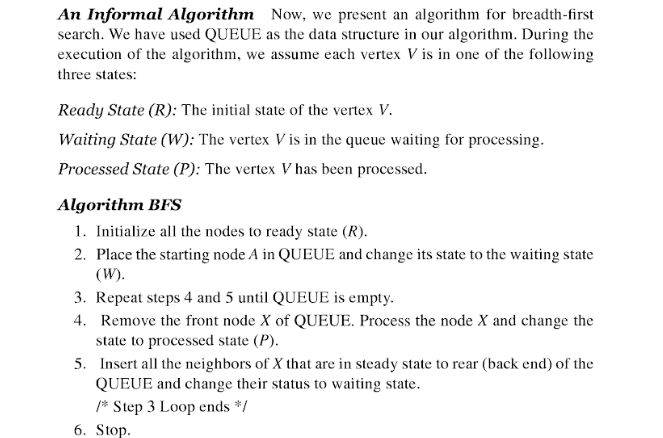 An Informal Algorithm Now, we present an algorithm for breadth-first
search. We have used QUEUE as the data structure in our algorithm. During the
execution of the algorithm, we assume each vertex V is in one of the following
three states:
Ready State (R): The initial state of the vertex V.
Waiting State (W): The vertex V is in the queue waiting for processing.
Processed State (P): The vertex V has been processed.
Algorithm BFS
1. Initialize all the nodes to ready state (R).
2. Place the starting node A in QUEUE and change its state to the waiting state
(W).
3. Repeat steps 4 and 5 until QUEUE is empty.
4. Remove the front node X of QUEUE. Process the node X and change the
state to processed state (P).
5. Insert all the neighbors of X that are in steady state to rear (back end) of the
QUEUE and change their status to waiting state.
/* Step 3 Loop ends */
6. Stop.